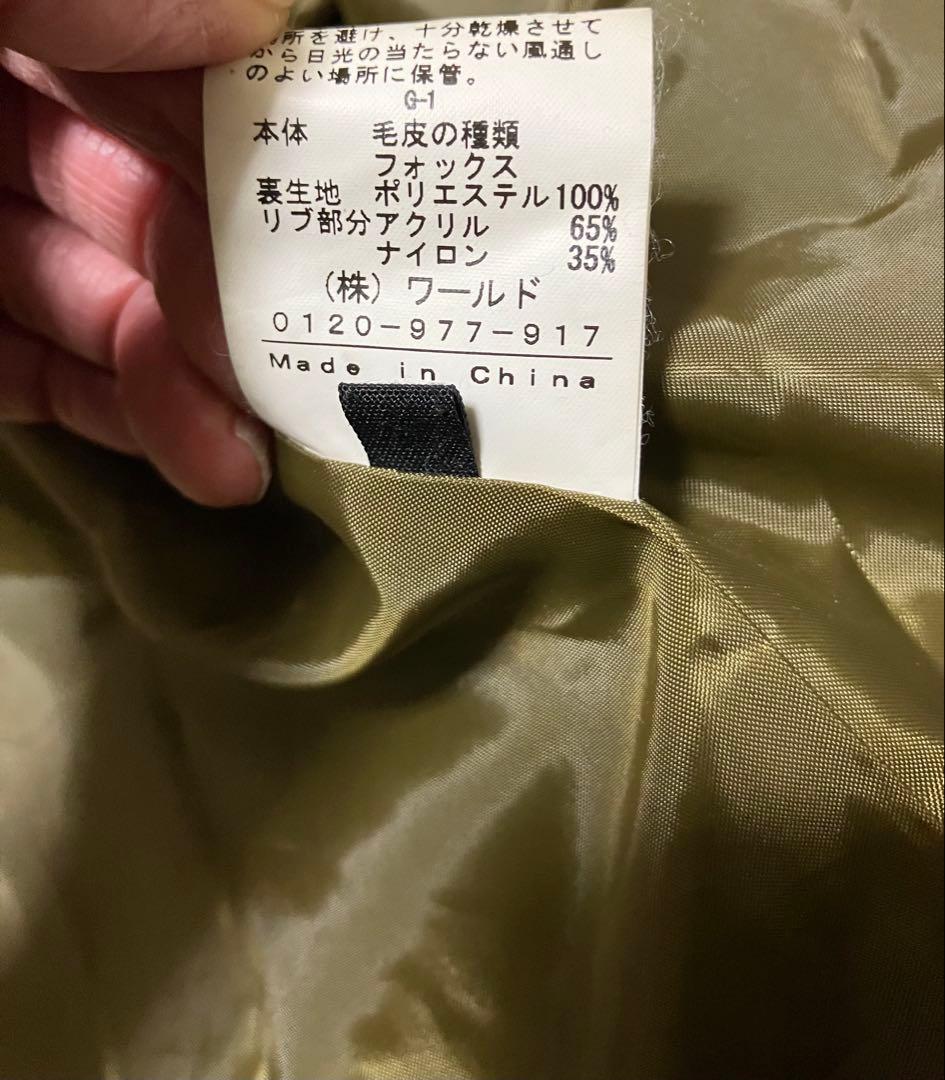 所を避け、十分乾燥させて
から日光の当たらない風通し
のよい場所に保管。
G-1
本体 毛皮の種類
フォックス
裏生地 ポリエステル100%
リブ部分アクリル 65%
ナイロン 35%
(株) ワールド
0120-977-917
Made in China